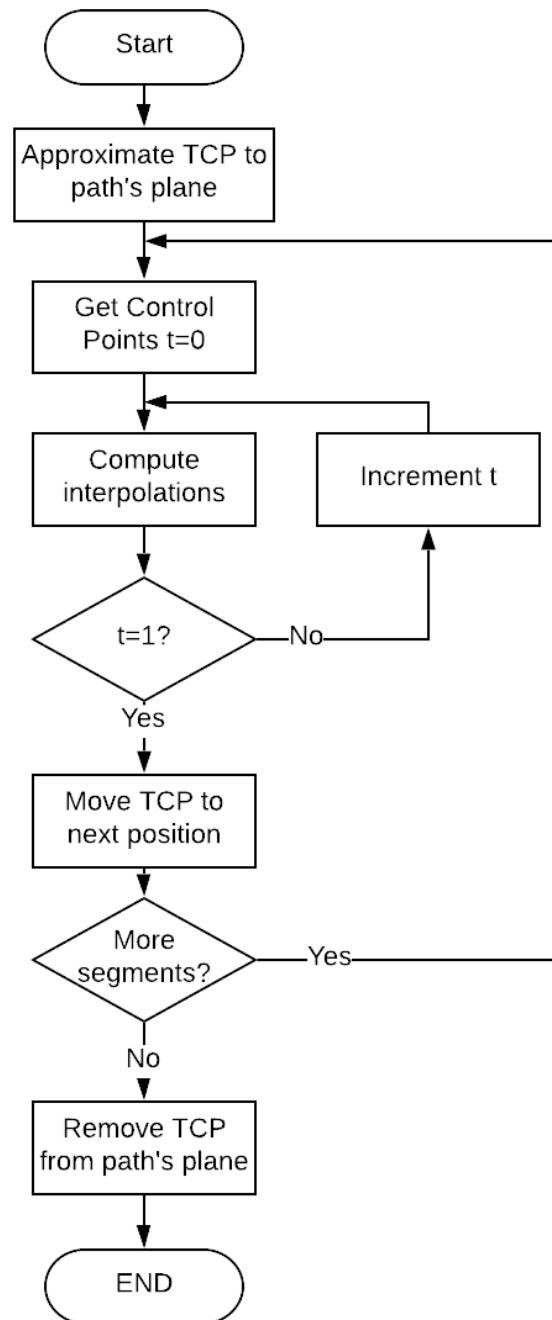 Start
Approximate TCP to
path's plane
Get Control
Points t=0
Compute
interpolations
Increment t
t=1?
No
Yes
Move TCP to
next position
More
segments?
Yes
No
Remove TCP
from path's plane
END